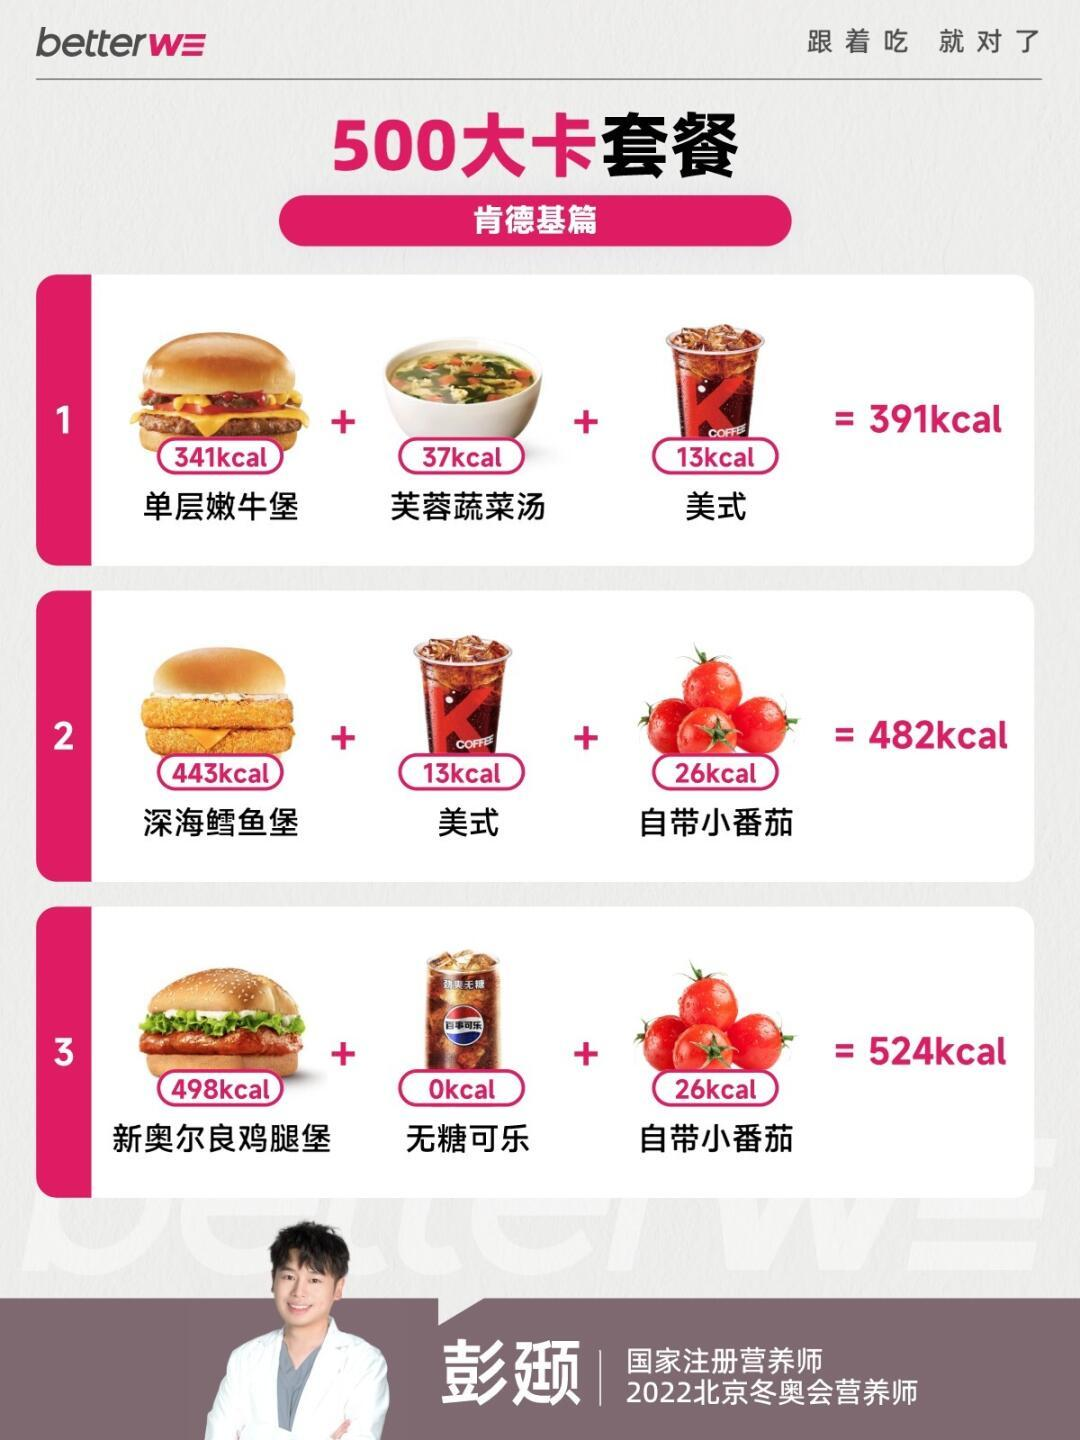 betterWE
跟着吃 就对了
500大卡套餐
肯德基篇
1
341kcal
+
37kcal
+
COFFEE
13kcal
= 391kcal
单层嫩牛堡
芙蓉蔬菜汤
美式
2
443kcal
+
COFFEE
13kcal
+
26kcal
= 482kcal
深海鳕鱼堡
美式
自带小番茄
3
498kcal
+
劲爽无糖
百事可乐
0kcal
+
26kcal
= 524kcal
新奥尔良鸡腿堡
无糖可乐
自带小番茄
betterWE
彭颋
国家注册营养师
2022北京冬奥会营养师